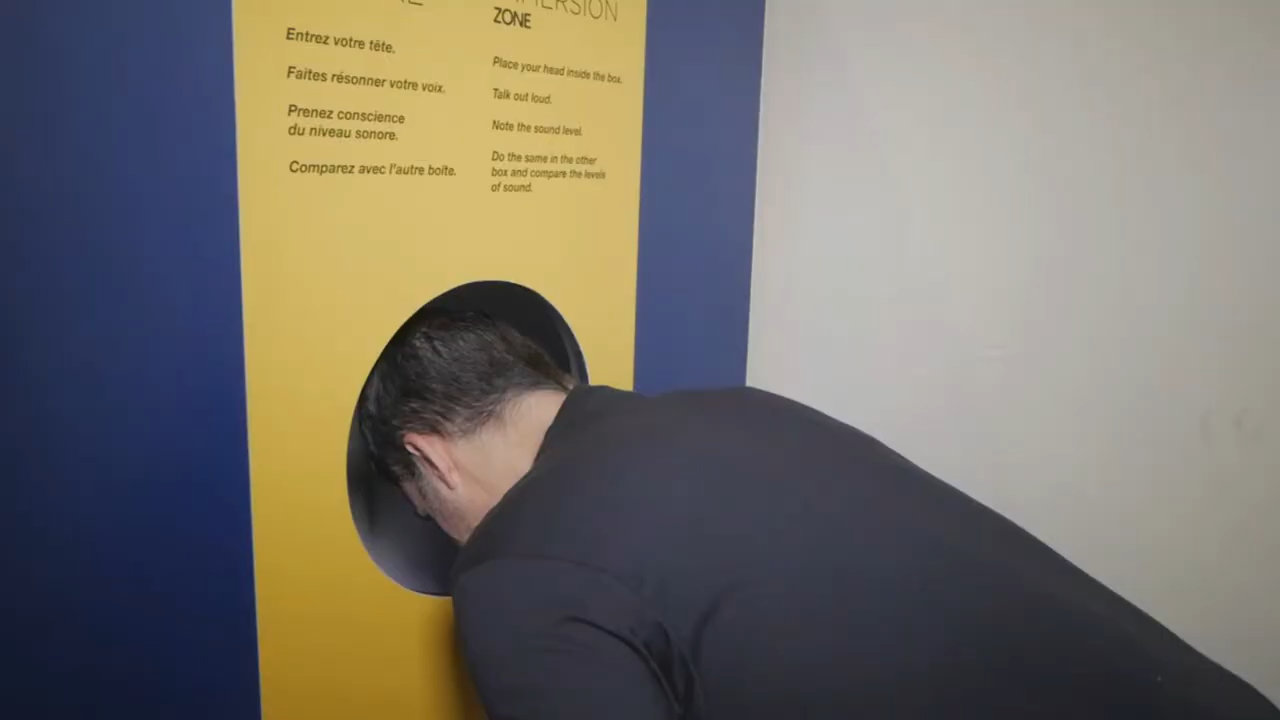 Entrez votre tête.
Faites résonner votre voix.
Prenez conscience
du niveau sonore.
Comparez avec l'autre boîte.
ZONE
Place your head inside the box.
Talk out loud.
Note the sound level.
Do the same in the other
box and compare the levels
of sound.